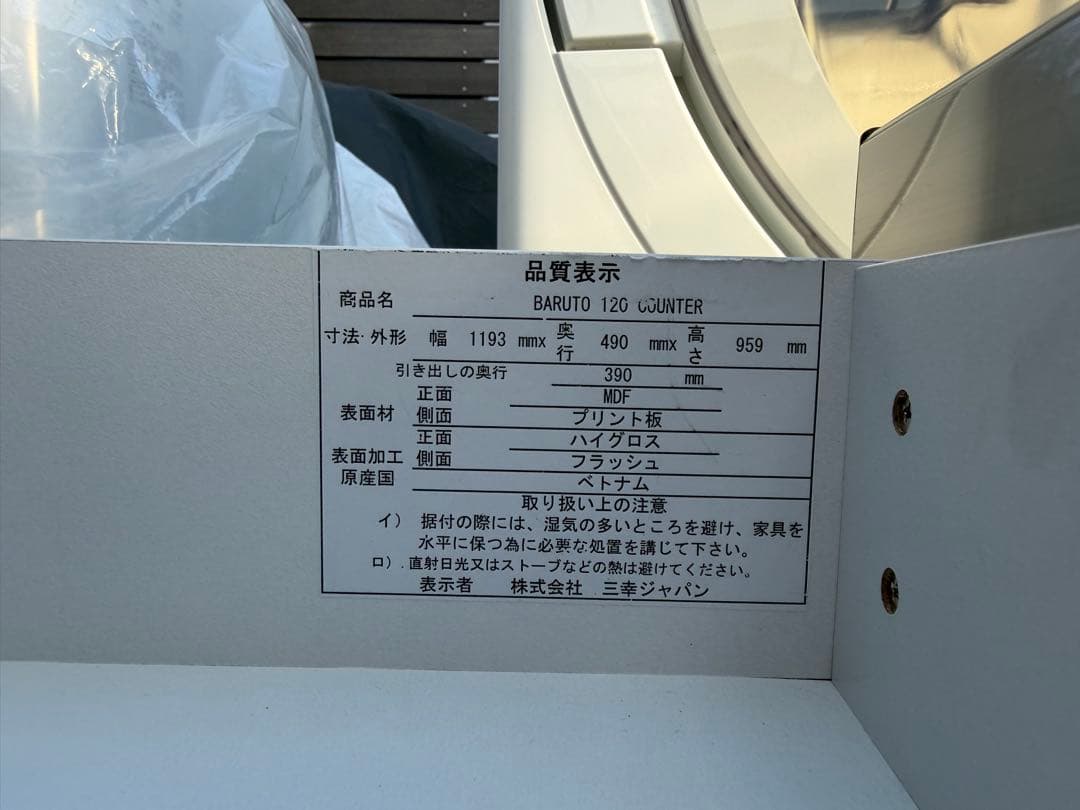 品質表示
商品名 BARUTO 120 COUNTER
寸法・外形 幅 1193 mmx 奥行 490 mmx 高さ 959 mm
引き出しの奥行 390 mm
表面材 正面 MDF
側面 プリント板
表面加工 正面 ハイグロス
側面 フラッシュ
原産国 ベトナム
取り扱い上の注意
イ） 据付の際には、湿気の多いところを避け、家具を
水平に保つ為に必要な処置を講じて下さい。
ロ）.直射日光又はストーブなどの熱は避けてください。
表示者 株式会社 三幸ジャパン